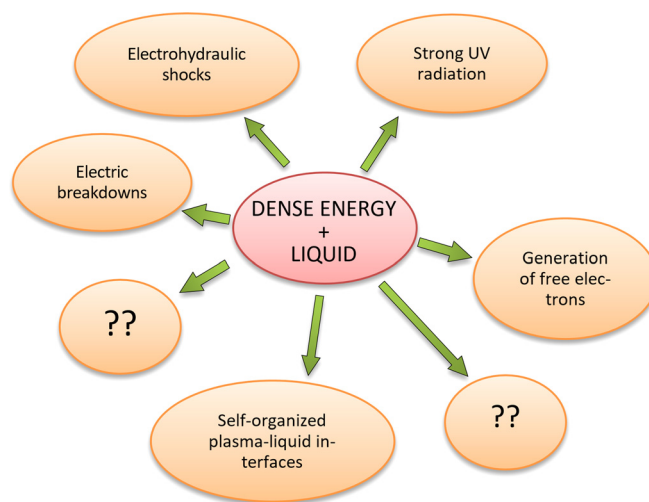 Electrohydraulic
shocks
Strong UV
radiation
Electric
breakdowns
DENSE ENERGY
+
LIQUID
Generation
of free elec-
trons
??
Self-organized
plasma-liquid in-
terfaces
??